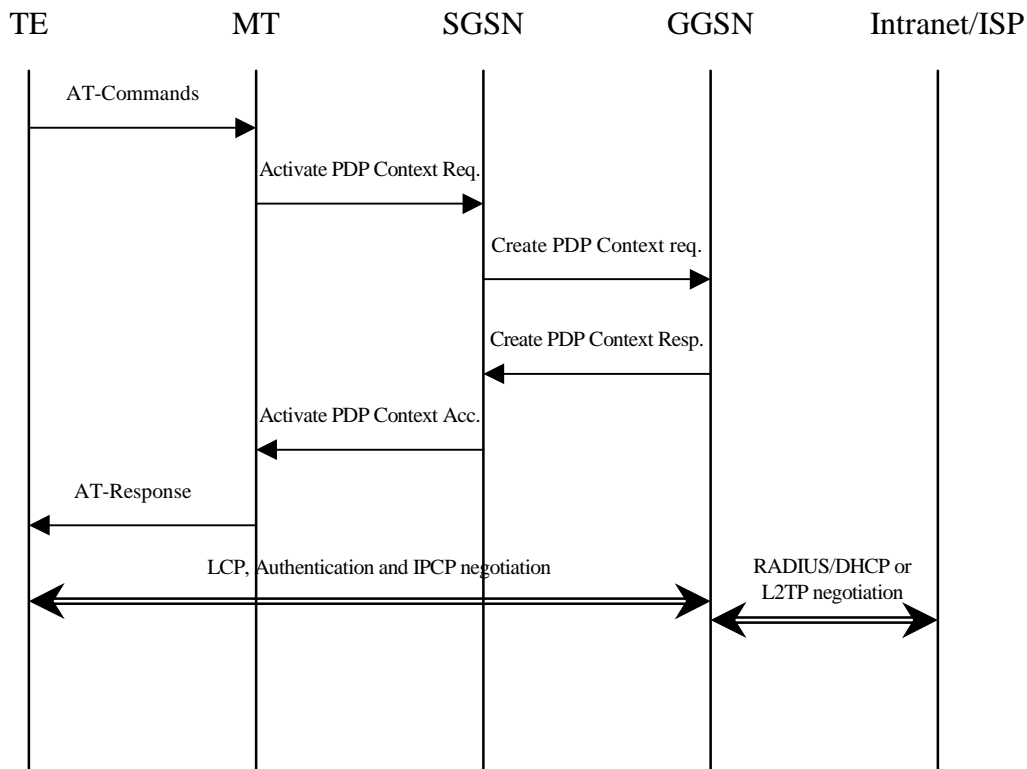 TE MT SGSN GGSN Intranet/ISP
AT-Commands
Activate PDP Context Req.
Create PDP Context req.
Create PDP Context Resp.
Activate PDP Context Acc.
AT-Response
LCP, Authentication and IPCP negotiation
RADIUS/DHCP or
L2TP negotiation